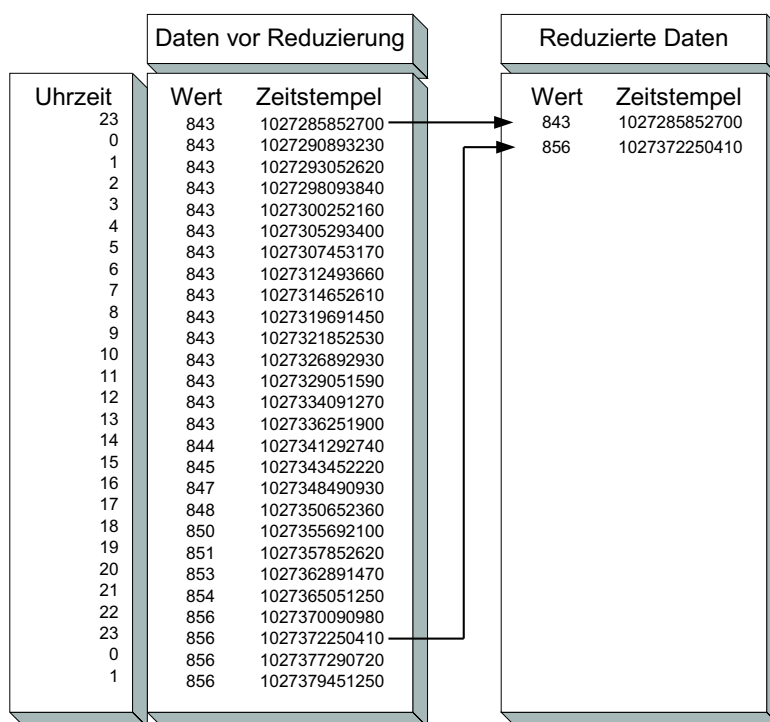 Daten vor Reduzierung Reduzierte Daten
Uhrzeit Wert Zeitstempel Wert Zeitstempel
23 843 1027285852700 843 1027285852700
0 843 1027290893230 856 1027372250410
1 843 1027293052620
2 843 1027298093840
3 843 1027300252160
4 843 1027305293400
5 843 1027307453170
6 843 1027312493660
7 843 1027314652610
8 843 1027319691450
9 843 1027321852530
10 843 1027326892930
11 843 1027329051590
12 843 1027334091270
13 843 1027336251900
14 844 1027341292740
15 845 1027343452220
16 847 1027348490930
17 848 1027350652360
18 850 1027355692100
19 851 1027357852620
20 853 1027362891470
21 854 1027365051250
22 856 1027370090980
23 856 1027372250410
0 856 1027377290720
1 856 1027379451250